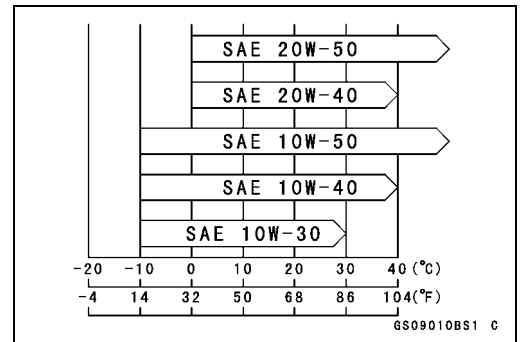 SAE 20W-50
SAE 20W-40
SAE 10W-50
SAE 10W-40
SAE 10W-30
-20 -10 0 10 20 30 40 (°C)
-4 14 32 50 68 86 104(°F)
GS09010BS1 C